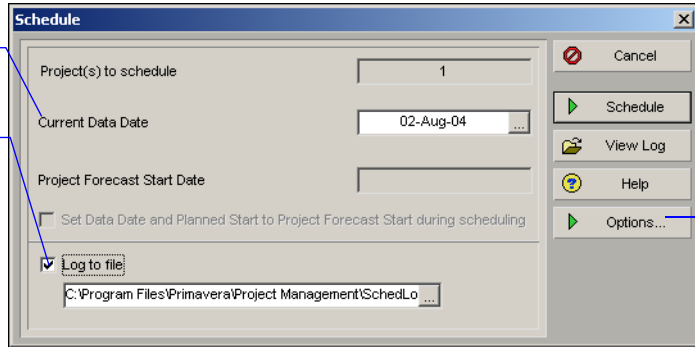 Schedule
Project(s) to schedule
1
Current Data Date
02-Aug-04
...
Project Forecast Start Date
Set Data Date and Planned Start to Project Forecast Start during scheduling
Log to file
C:\Program Files\Primavera\Project Management\SchedLo
...
Cancel
Schedule
View Log
Help
Options...